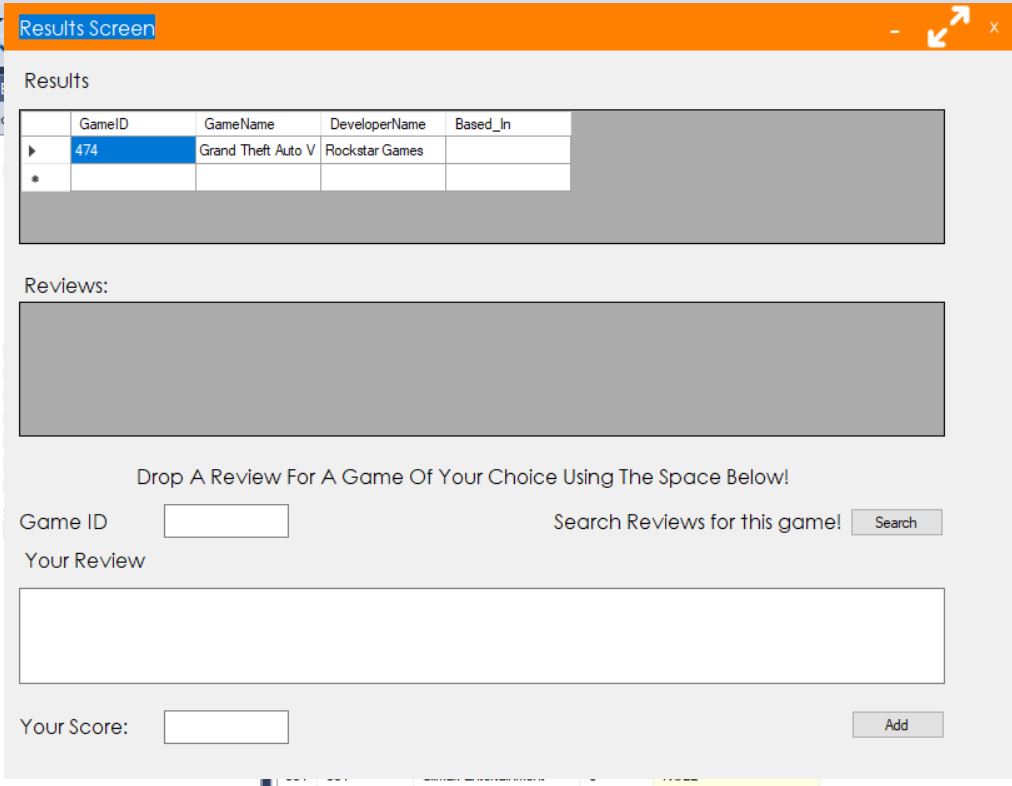 Results Screen
x
Results
GameID GameName DeveloperName Based_In
474 Grand Theft Auto V Rockstar Games
Reviews:
Drop A Review For A Game Of Your Choice Using The Space Below!
Game ID
Search Reviews for this game! Search
Your Review
Your Score:
Add